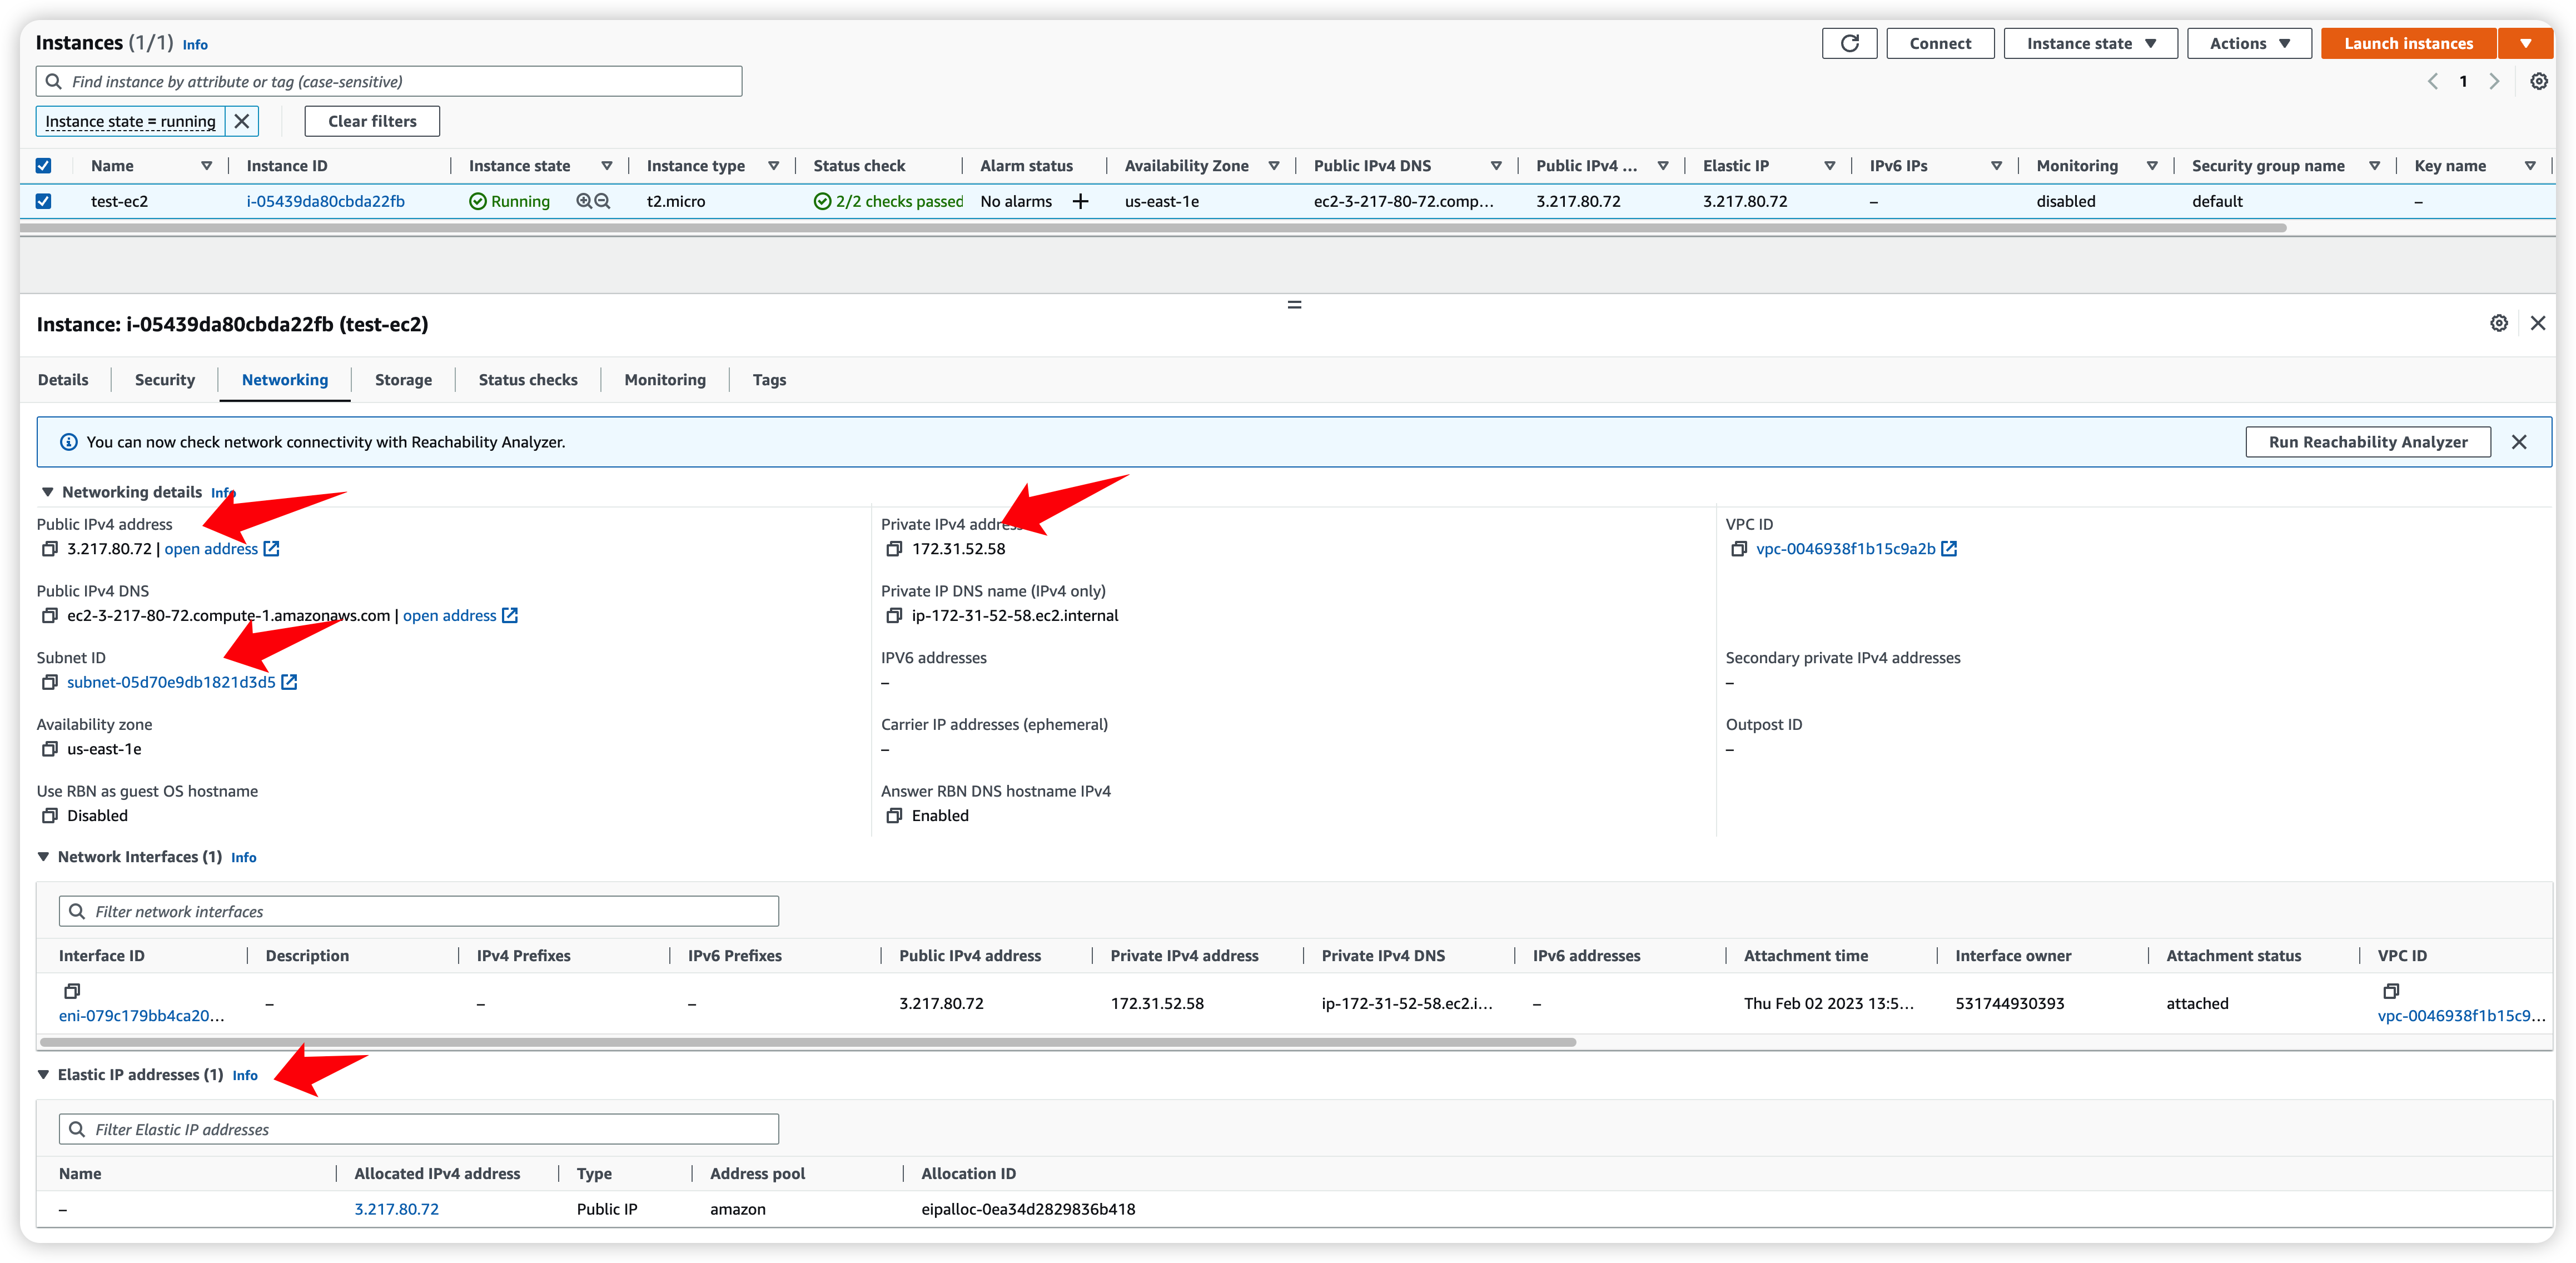 Instances (1/1) Info
Connect Instance state Actions Launch instances
Find instance by attribute or tag (case-sensitive)
1
Instance state = running Clear filters
Name Instance ID Instance state Instance type Status check Alarm status Availability Zone Public IPv4 DNS Public IPv4 ... Elastic IP IPv6 IPs Monitoring Security group name Key name
test-ec2 i-05439da80cbda22fb Running t2.micro 2/2 checks passed No alarms + us-east-1e ec2-3-217-80-72.comp... 3.217.80.72 3.217.80.72 – disabled default –
Instance: i-05439da80cbda22fb (test-ec2)
Details Security Networking Storage Status checks Monitoring Tags
You can now check network connectivity with Reachability Analyzer. Run Reachability Analyzer
Networking details Info
Public IPv4 address Private IPv4 address VPC ID
3.217.80.72 | open address 172.31.52.58 vpc-0046938f1b15c9a2b
Public IPv4 DNS Private IP DNS name (IPv4 only)
ec2-3-217-80-72.compute-1.amazonaws.com | open address ip-172-31-52-58.ec2.internal
Subnet ID IPV6 addresses Secondary private IPv4 addresses
subnet-05d70e9db1821d3d5 – –
Availability zone Carrier IP addresses (ephemeral) Outpost ID
us-east-1e – –
Use RBN as guest OS hostname Answer RBN DNS hostname IPv4
Disabled Enabled
Network Interfaces (1) Info
Filter network interfaces
Interface ID Description IPv4 Prefixes IPv6 Prefixes Public IPv4 address Private IPv4 address Private IPv4 DNS IPv6 addresses Attachment time Interface owner Attachment status VPC ID
eni-079c179bb4ca20... – – – 3.217.80.72 172.31.52.58 ip-172-31-52-58.ec2.i... – Thu Feb 02 2023 13:5... 531744930393 attached vpc-0046938f1b15c9...
Elastic IP addresses (1) Info
Filter Elastic IP addresses
Name Allocated IPv4 address Type Address pool Allocation ID
– 3.217.80.72 Public IP amazon eipalloc-0ea34d2829836b418